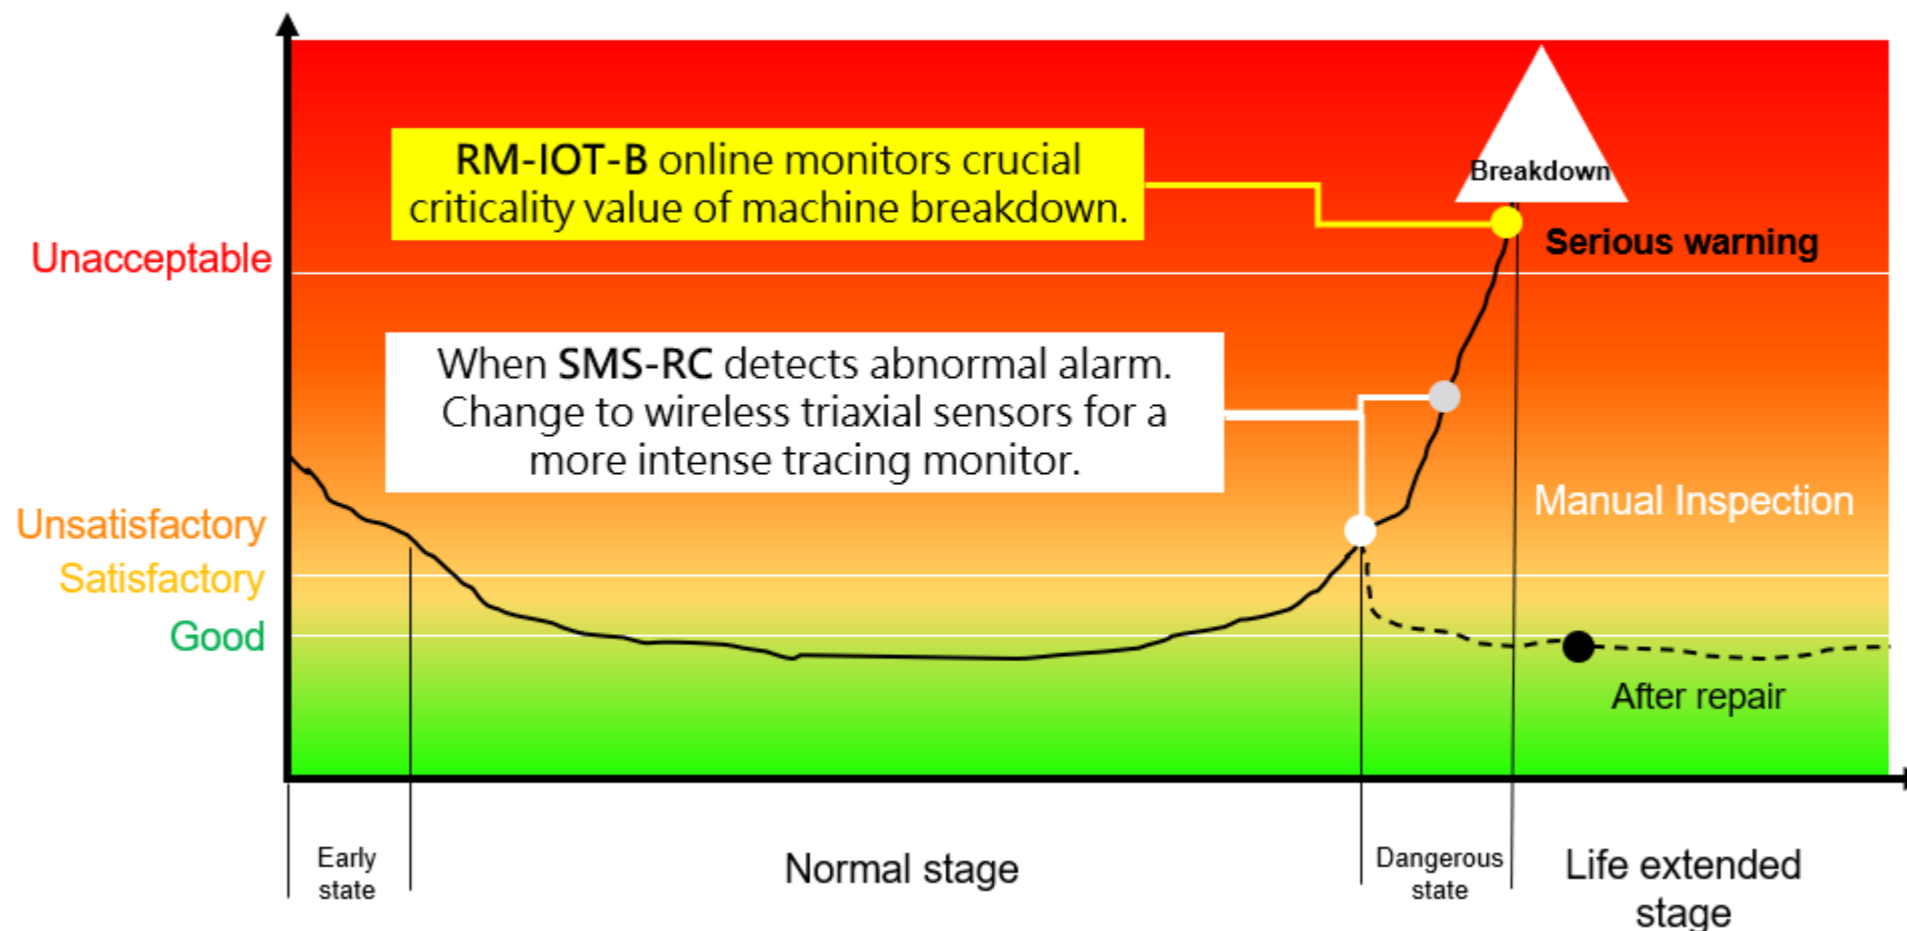 RM-IOT-B online monitors crucial
criticality value of machine breakdown.
Breakdown
Serious warning
Unacceptable
When SMS-RC detects abnormal alarm.
Change to wireless triaxial sensors for a
more intense tracing monitor.
Manual Inspection
Unsatisfactory
Satisfactory
Good
After repair
Early
state
Normal stage
Dangerous
state
Life extended
stage